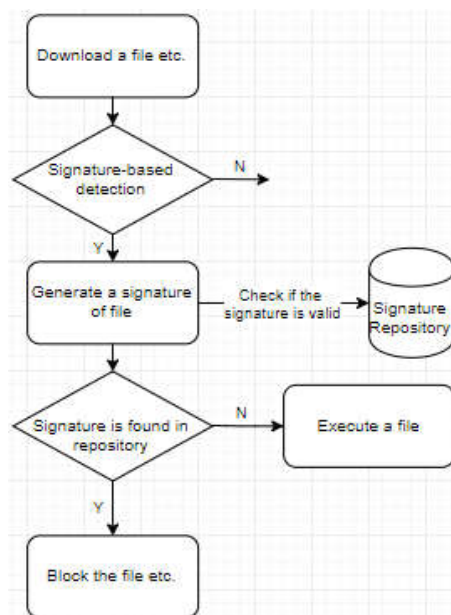 Download a file etc.
Signature-based
detection
N
Y
Generate a signature
of file
Check if the
signature is valid
Signature
Repository
Signature is found in
repository
N
Execute a file
Y
Block the file etc.